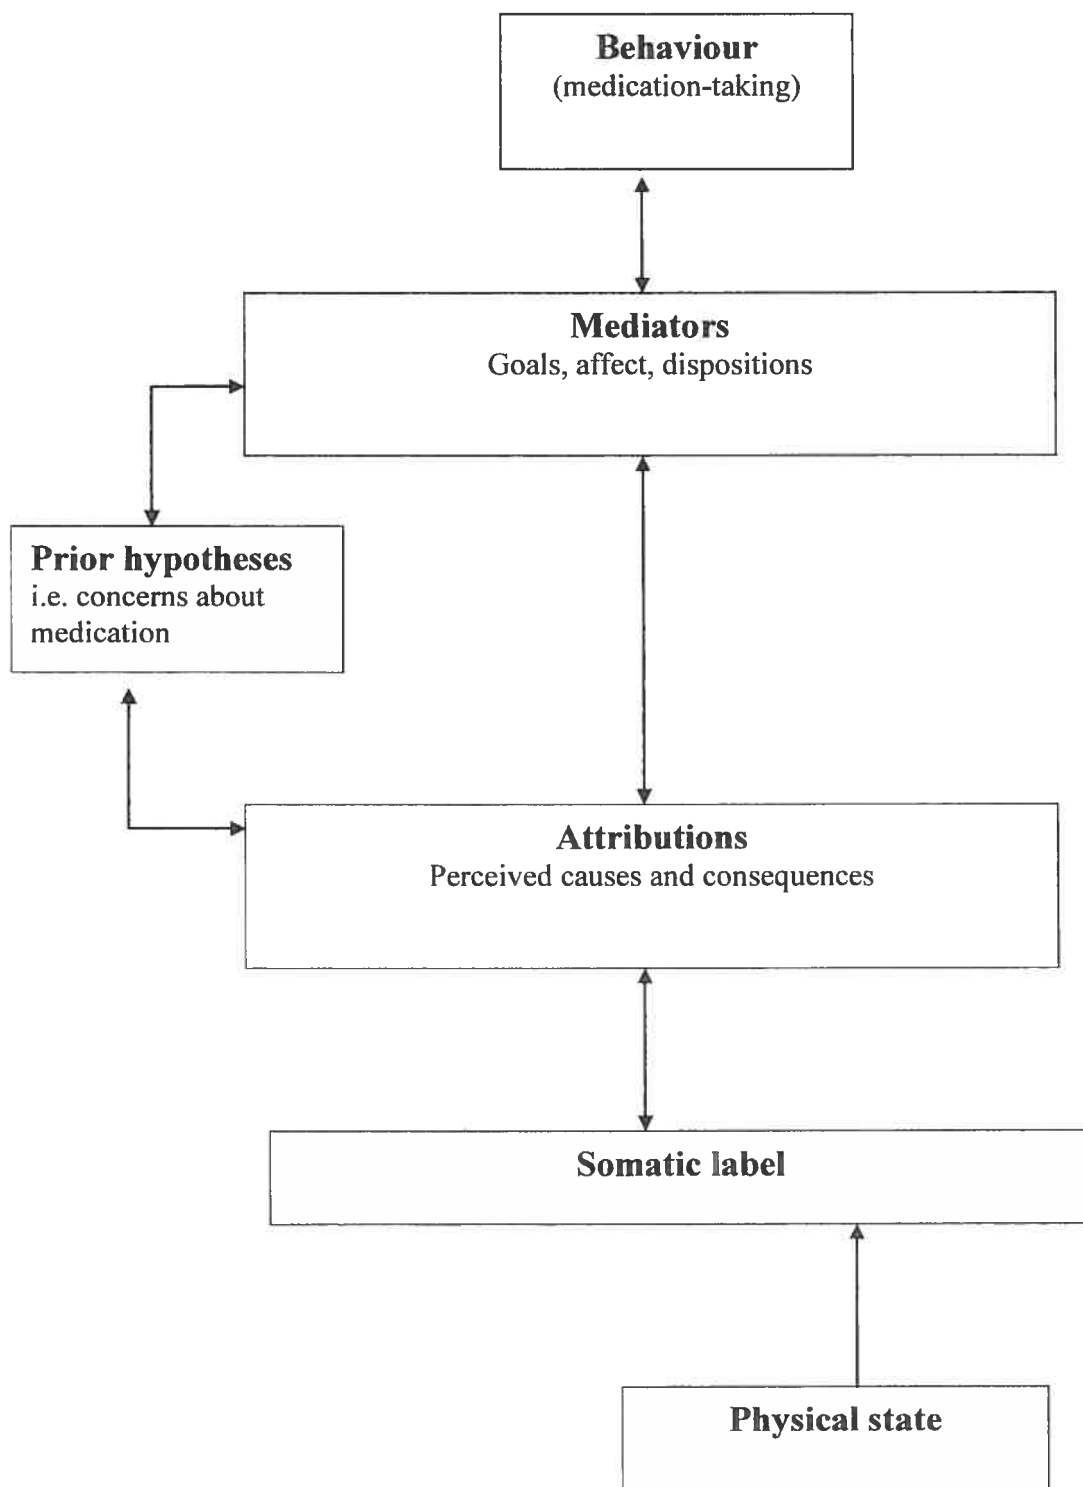 Behaviour
(medication-taking)
Mediators
Goals, affect, dispositions
Prior hypotheses
i.e. concerns about
medication
Attributions
Perceived causes and consequences
Somatic label
Physical state